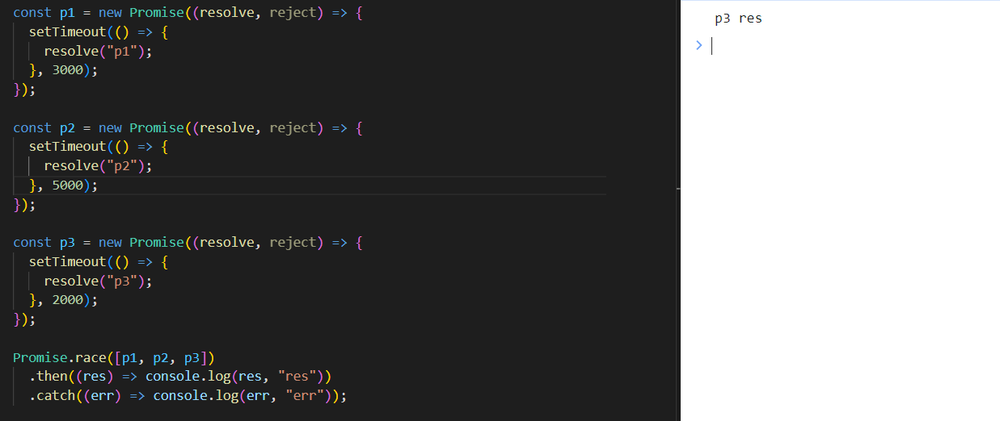 const p1 = new Promise((resolve, reject) => {
  setTimeout(() => {
    resolve("p1");
  }, 3000);
});

const p2 = new Promise((resolve, reject) => {
  setTimeout(() => {
    resolve("p2");
  }, 5000);
});

const p3 = new Promise((resolve, reject) => {
  setTimeout(() => {
    resolve("p3");
  }, 2000);
});

Promise.race([p1, p2, p3])
  .then((res) => console.log(res, "res"))
  .catch((err) => console.log(err, "err"));
p3 res
>